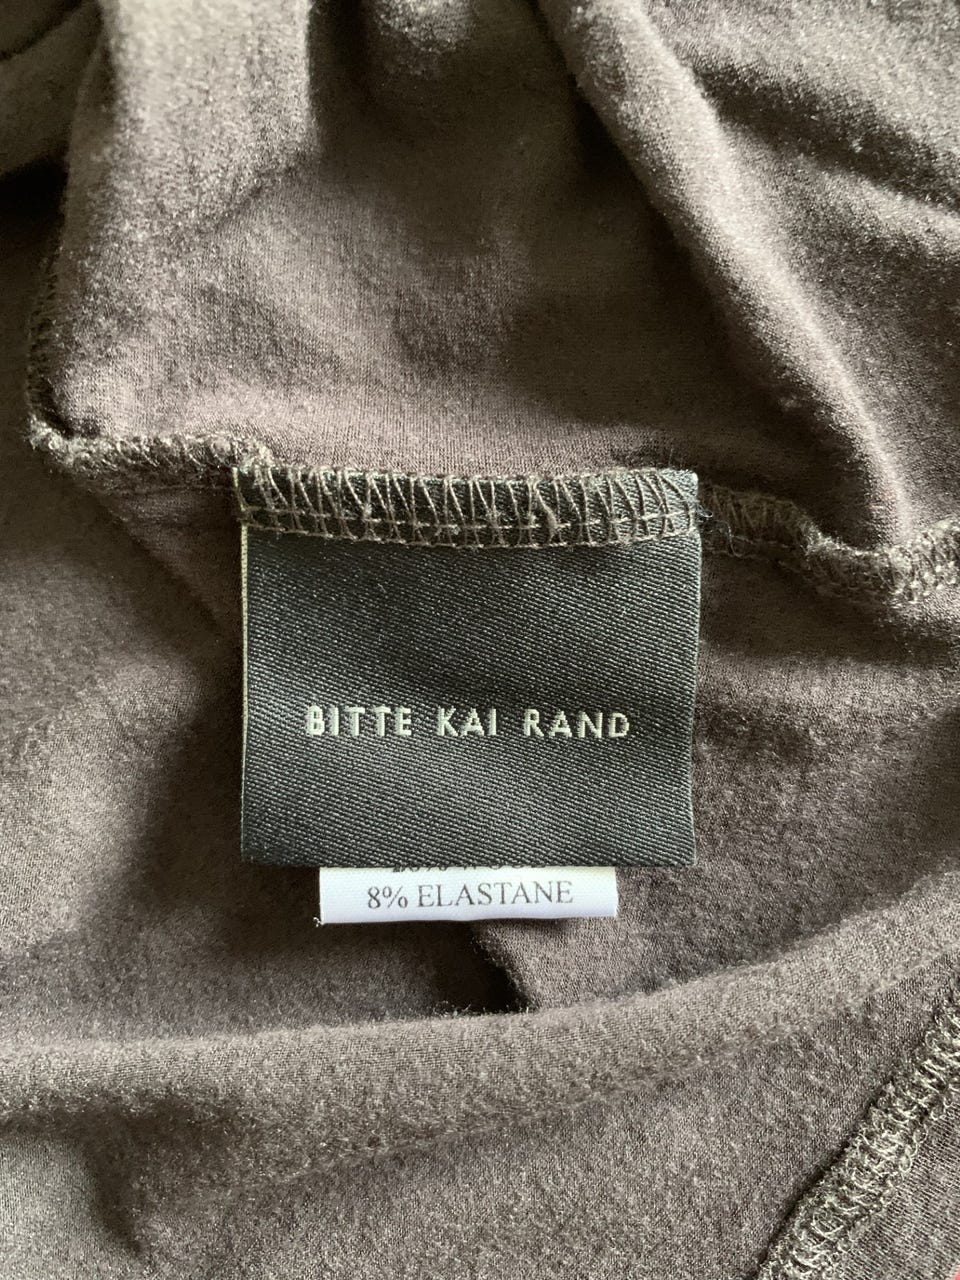 BITTE KAI RAND
8% ELASTANE